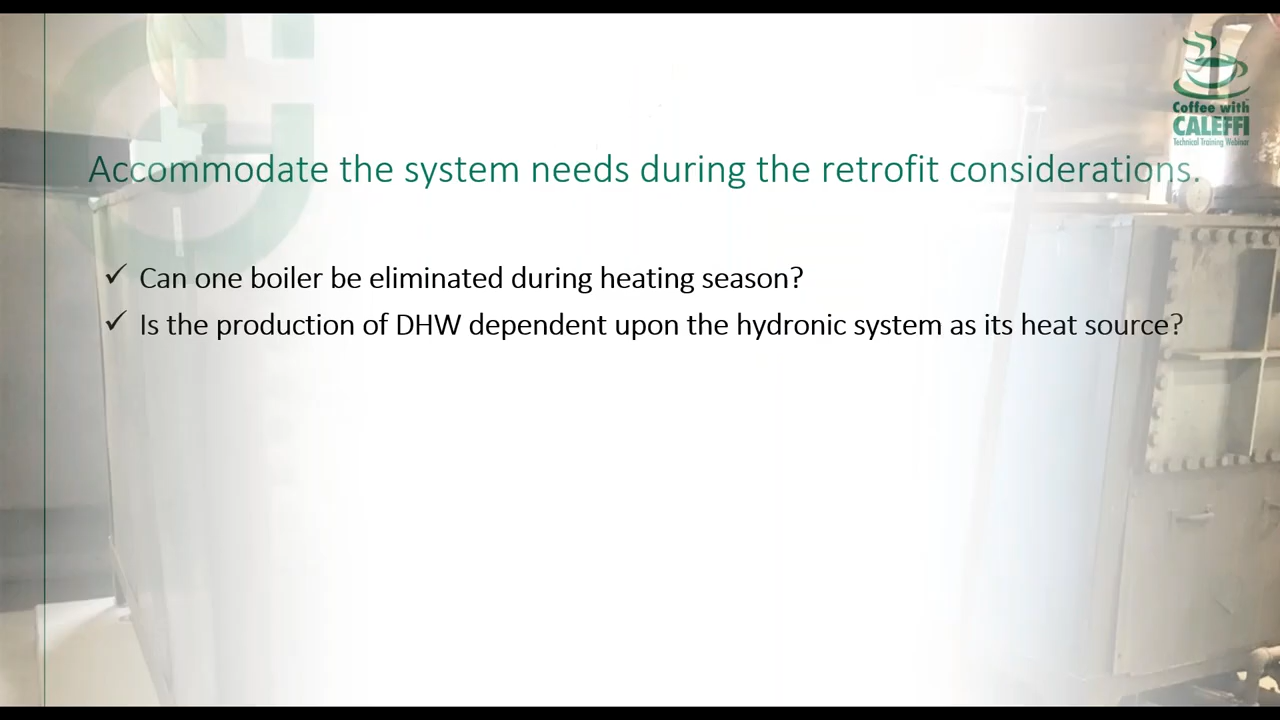 Coffee with
CALEFFI
Technical Training Webinar
Accommodate the system needs during the retrofit considerations.
✓ Can one boiler be eliminated during heating season?
✓ Is the production of DHW dependent upon the hydronic system as its heat source?